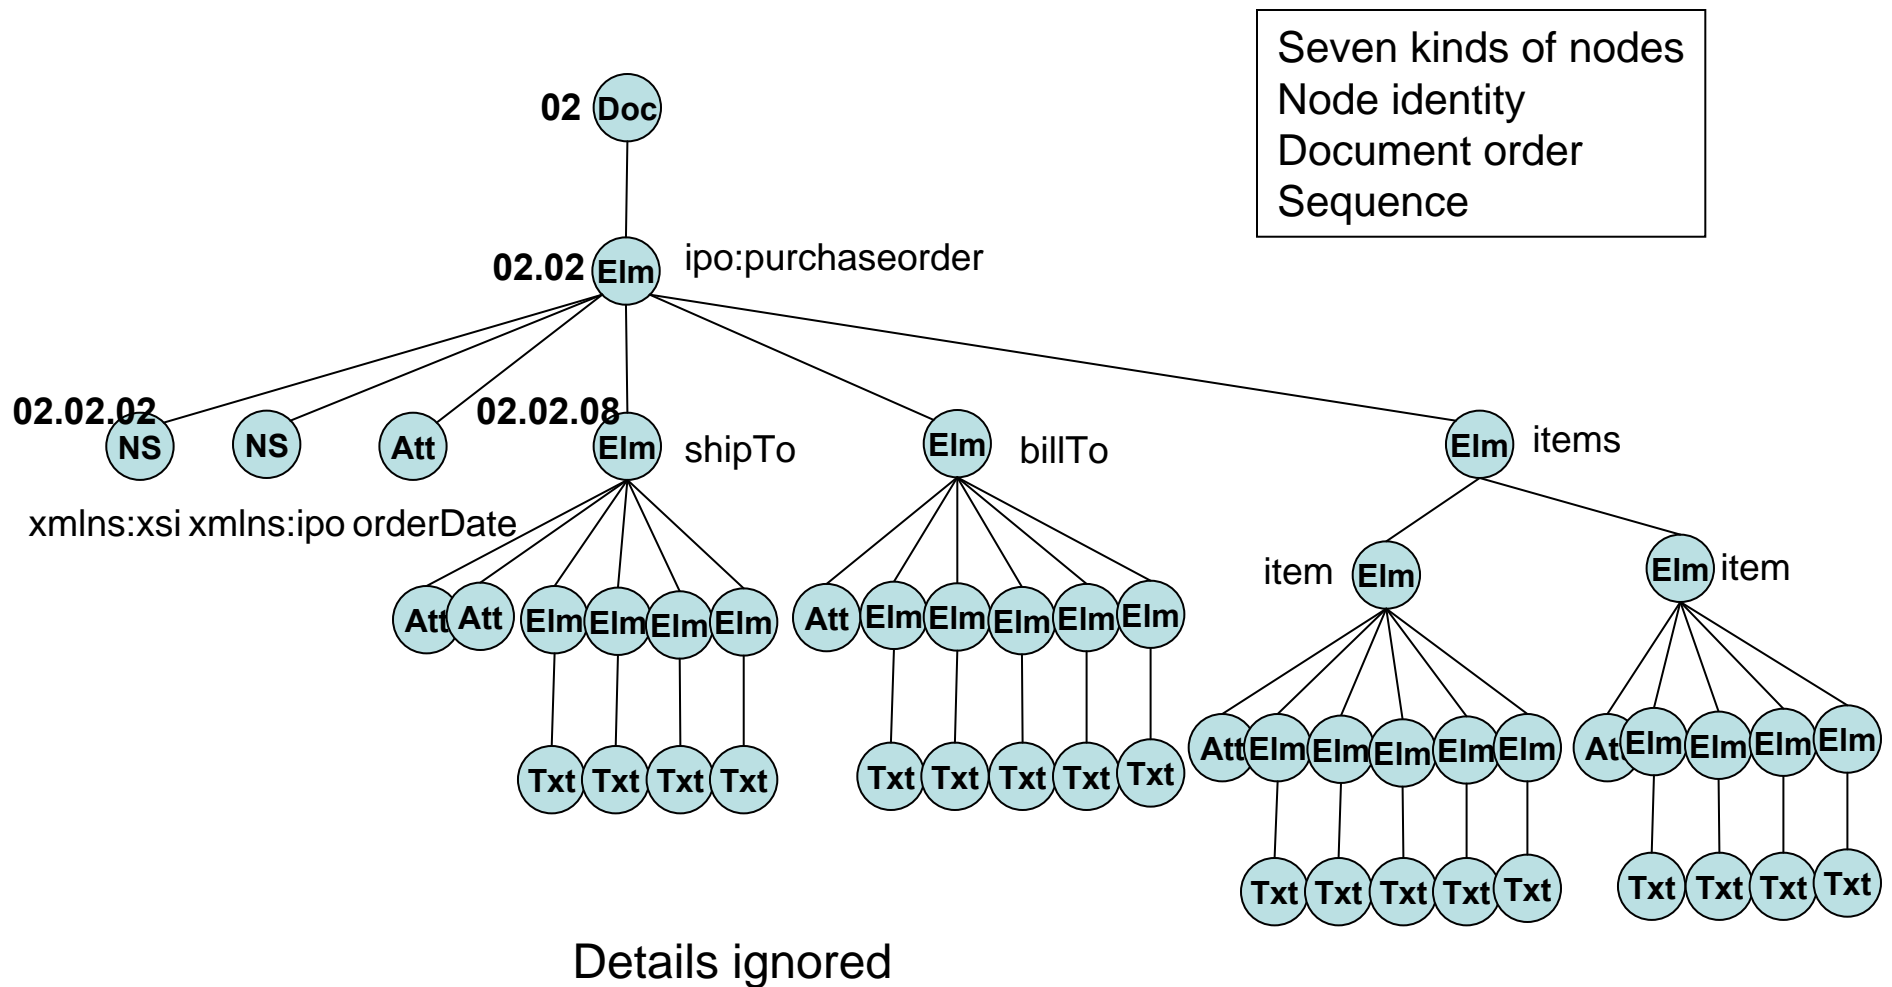 Seven kinds of nodes
Node identity
Document order
Sequence
02 Doc
02.02 Elm ipo:purchaseorder
02.02.02 NS NS Att 02.02.08 Elm shipTo Elm billTo Elm items
xmlns:xsi xmlns:ipo orderDate
item Elm Elm item
Att Att Elm Elm Elm Elm Att Elm Elm Elm Elm Elm
Att Elm Elm Elm Elm Elm Att Elm Elm Elm Elm
Txt Txt Txt Txt Txt Txt Txt Txt Txt
Txt Txt Txt Txt Txt Txt Txt Txt Txt
Details ignored